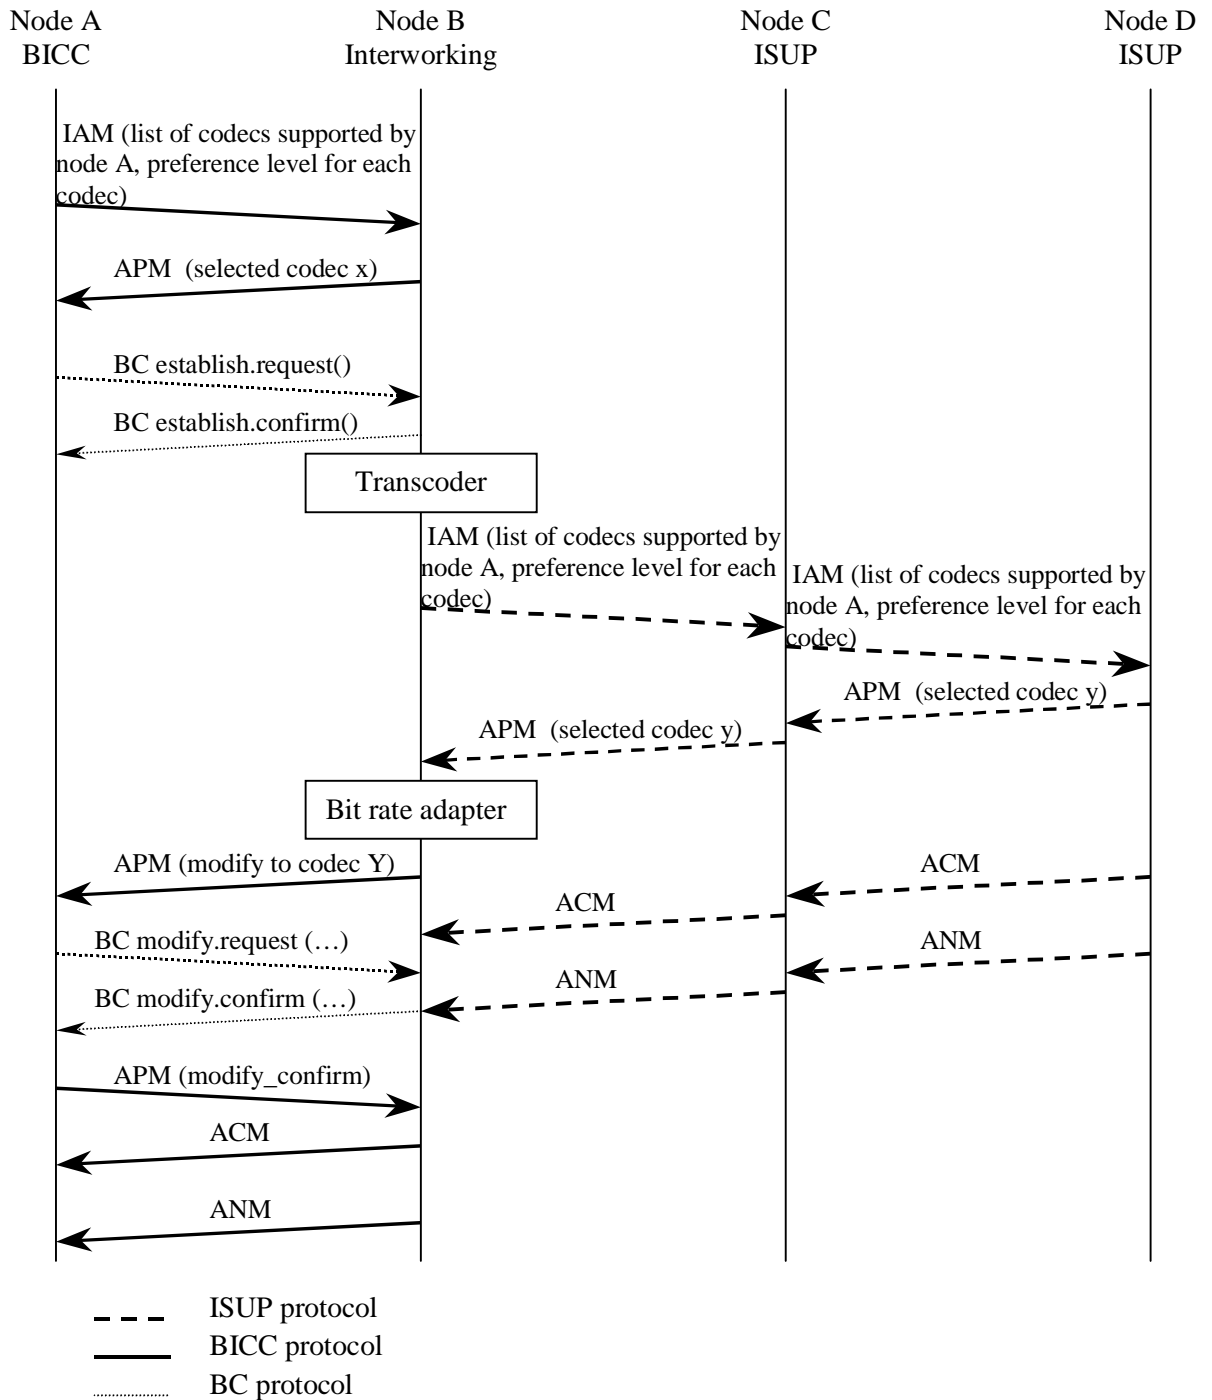 Node A
BICC
Node B
Interworking
Node C
ISUP
Node D
ISUP
IAM (list of codecs supported by
node A, preference level for each
codec)
APM (selected codec x)
BC establish.request()
BC establish.confirm()
Transcoder
IAM (list of codecs supported by
node A, preference level for each
codec)
IAM (list of codecs supported by
node A, preference level for each
codec)
APM (selected codec y)
APM (selected codec y)
Bit rate adapter
APM (modify to codec Y)
ACM
ACM
BC modify.request (…)
ANM
ANM
BC modify.confirm (…)
APM (modify_confirm)
ACM
ANM
ISUP protocol
BICC protocol
BC protocol